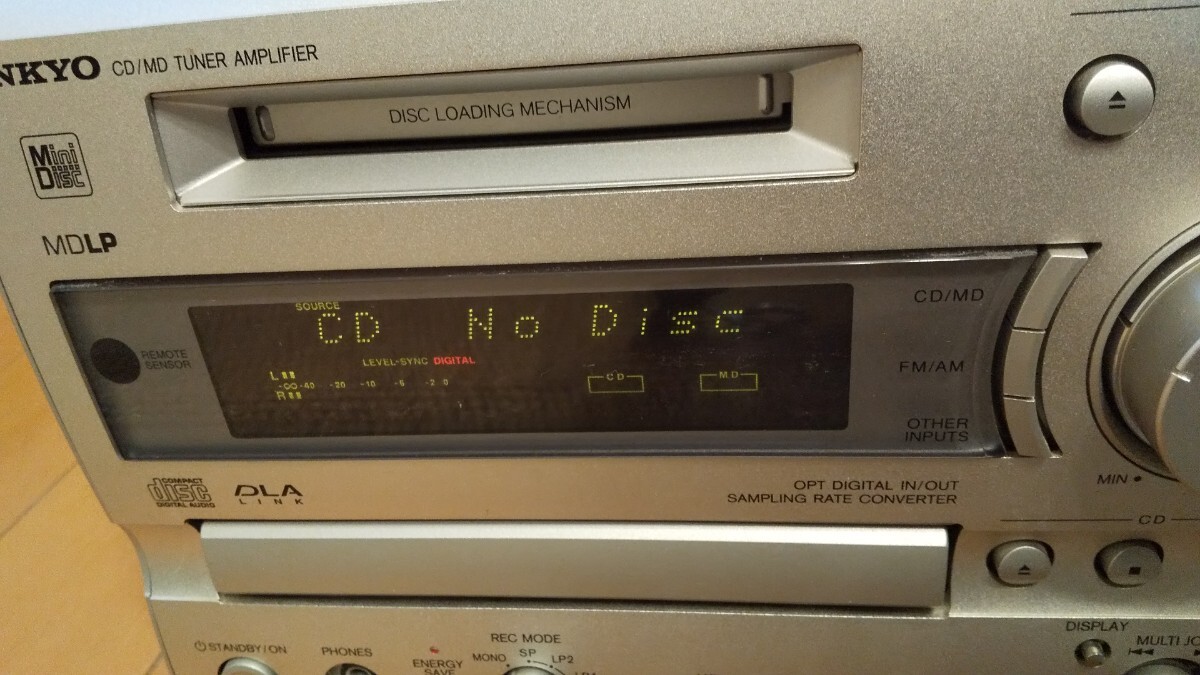 NKYO CD/MD TUNER AMPLIFIER
DISC LOADING MECHANISM
Mini
Disc
MDLP
SOURCE
CD No Disc
REMOTE
SENSOR
LEVEL-SYNC DIGITAL
L
-∞ -40 -20 -10 -6 -2 0
R
CD
MD
CD/MD
FM/AM
OTHER
INPUTS
MIN
COMPACT
disc
DIGITAL AUDIO
DLA
LINK
OPT DIGITAL IN/OUT
SAMPLING RATE CONVERTER
CD
STANDBY/ON
PHONES
ENERGY
SAVE
REC MODE
MONO SP LP2
DISPLAY
MULTI JO